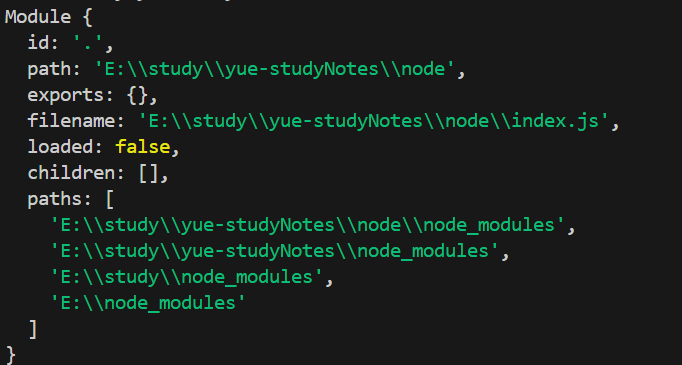 Module {
  id: '.',
  path: 'E:\\study\\yue-studyNotes\\node',
  exports: {},
  filename: 'E:\\study\\yue-studyNotes\\node\\index.js',
  loaded: false,
  children: [],
  paths: [
    'E:\\study\\yue-studyNotes\\node\\node_modules',
    'E:\\study\\yue-studyNotes\\node_modules',
    'E:\\study\\node_modules',
    'E:\\node_modules'
  ]
}